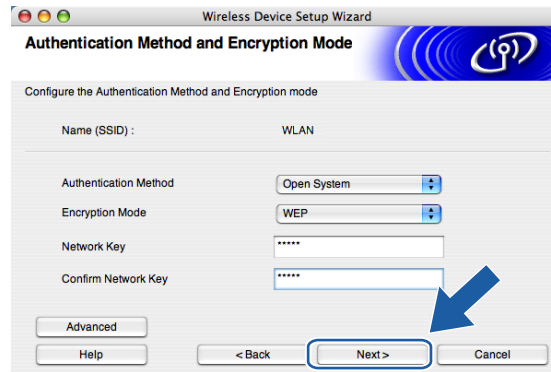 Wireless Device Setup Wizard
Authentication Method and Encryption Mode
Configure the Authentication Method and Encryption mode
Name (SSID) : WLAN
Authentication Method Open System
Encryption Mode WEP
Network Key *****
Confirm Network Key *****
Advanced
Help < Back Next > Cancel